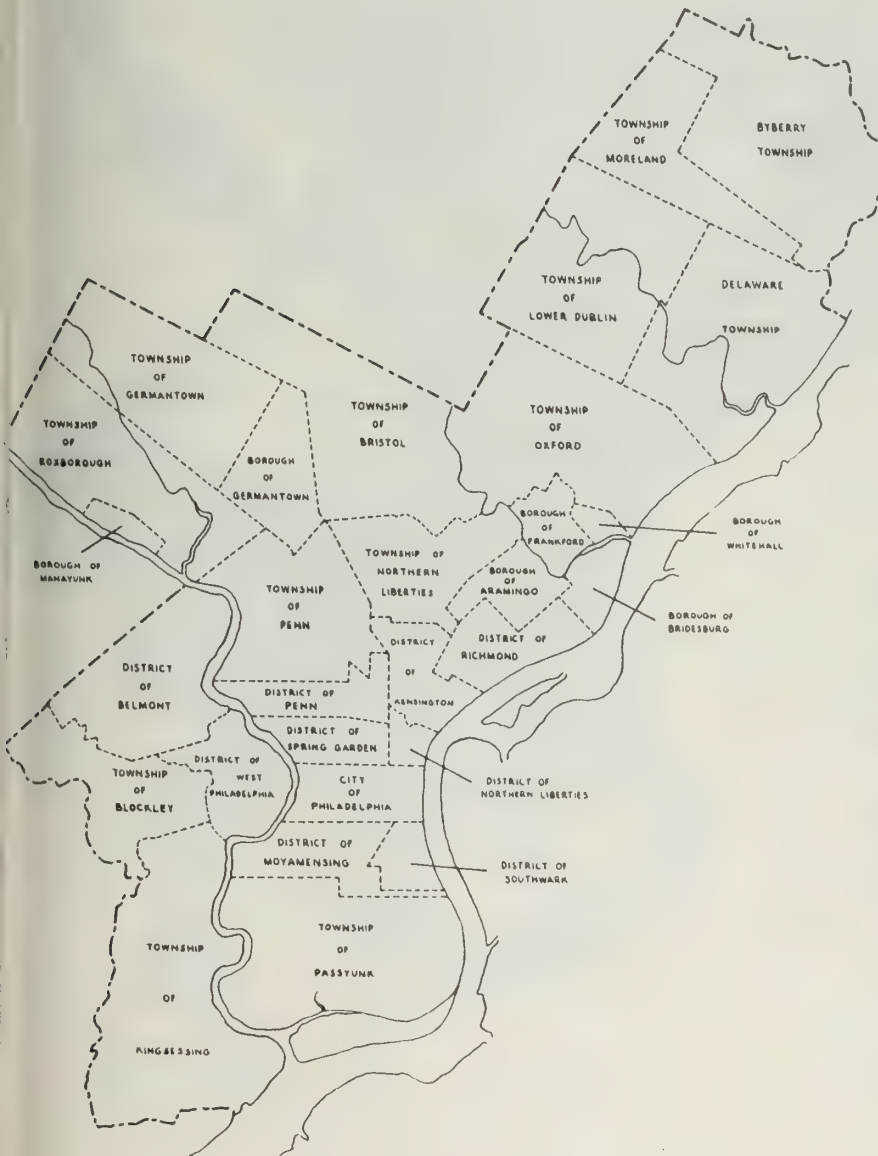 TOWNSHIP
OF
MORELAND
BYBERRY
TOWNSHIP
TOWNSHIP
OF
LOWER DUBLIN
DELAWARE
TOWNSHIP
TOWNSHIP
OF
GERMANTOWN
TOWNSHIP
OF
BRISTOL
TOWNSHIP
OF
OXFORD
TOWNSHIP
OF
ROXBOROUGH
BOROUGH
OF
GERMANTOWN
BOROUGH
OF
FRANKFORD
BOROUGH
OF
WHITEHALL
BOROUGH OF
MANAYUNK
TOWNSHIP OF
NORTHERN
LIBERTIES
BOROUGH
OF
ARAMINGO
TOWNSHIP
OF
PENN
BOROUGH OF
BRIDESBURG
DISTRICT OF
RICHMOND
DISTRICT
OF
KENSINGTON
DISTRICT
OF
BELMONT
DISTRICT OF
PENN
DISTRICT OF
SPRING GARDEN
DISTRICT OF
WEST
PHILADELPHIA
TOWNSHIP
OF
BLOCKLEY
CITY
OF
PHILADELPHIA
DISTRICT OF
NORTHERN LIBERTIES
DISTRICT OF
MOYAMENSING
DISTRICT OF
SOUTHWARK
TOWNSHIP
OF
PASSYUNK
TOWNSHIP
OF
KINGSESSING